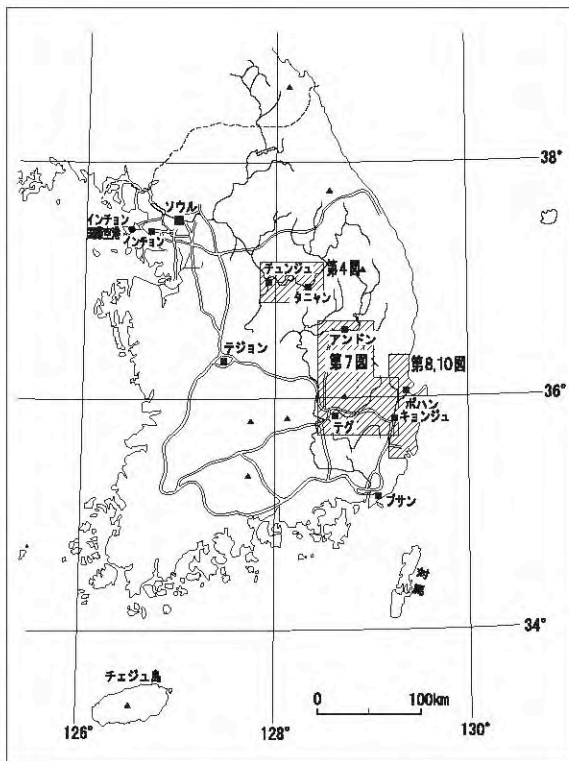 38°
ソウル
インチョン
国際空港
インチョン
チュンジュ
第4図
タニャン
アンドン
テジョン
第7図
第8,10図
36°
ポハン
テグ
キョンジュ
プサン
対馬
34°
チェジュ島
0 100km
126° 128° 130°